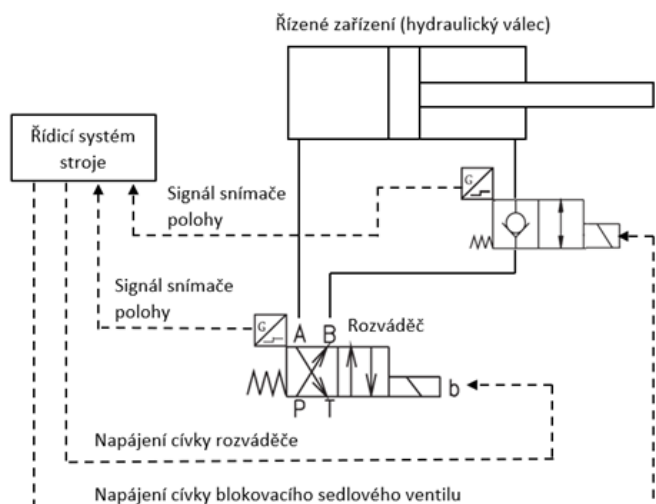 Řízené zařízení (hydraulický válec)
Řídicí systém
stroje
Signál snímače
polohy
G
Signál snímače
polohy
G
A B
Rozváděč
P T
b
Napájení cívky rozváděče
Napájení cívky blokovacího sedlového ventilu